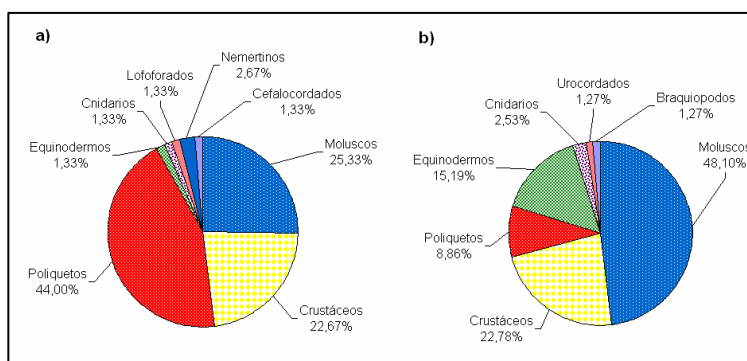 a)
Nemertinos
2,67%
Lofoforados
1,33%
Cefalocordados
1,33%
Cnidarios
1,33%
Equinodermos
1,33%
Moluscos
25,33%
Poliquetos
44,00%
Crustáceos
22,67%
b)
Urocordados
1,27%
Braquiopodos
1,27%
Cnidarios
2,53%
Moluscos
48,10%
Equinodermos
15,19%
Poliquetos
8,86%
Crustáceos
22,78%